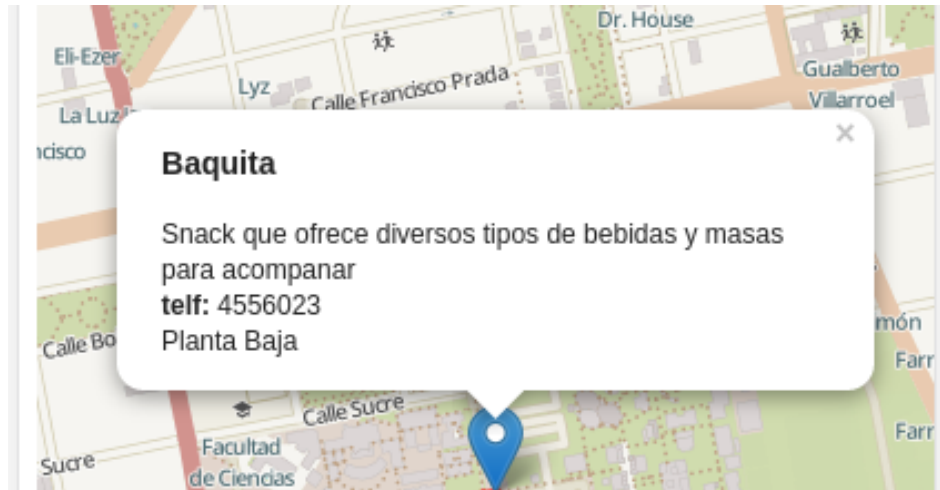 Dr. House
Eli-Ezer
Gualberto
Villarroel
Lyz
Calle Francisco Prada
La Luz
ncisco
×
Baquita
Snack que ofrece diversos tipos de bebidas y masas
para acompanar
telf: 4556023
Planta Baja
món
Calle Bo
Farr
Calle Sucre
Farr
Facultad
de Ciencias
Sucre